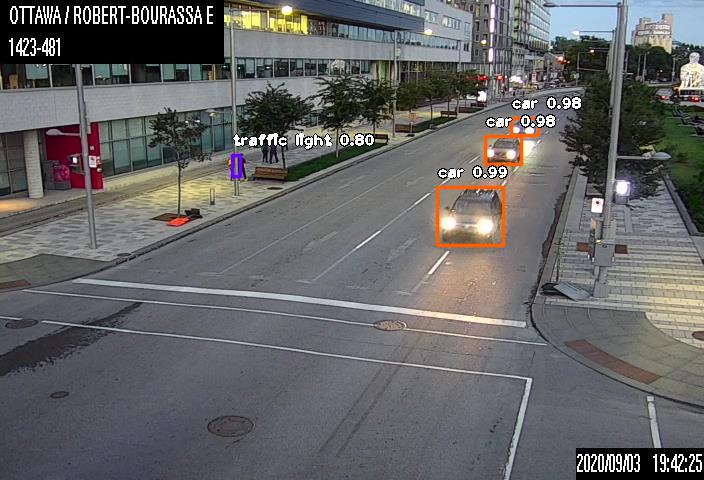 OTTAWA / ROBERT-BOURASSA E
1423-481
car 0.98
car 0.98
traffic light 0.80
car 0.99
2020/09/03 19:42:25